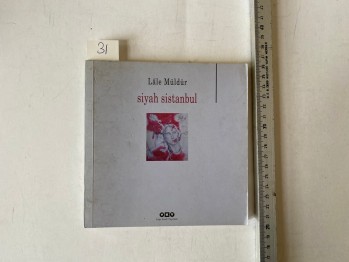 31
Lâle Müldür
siyah sistanbul